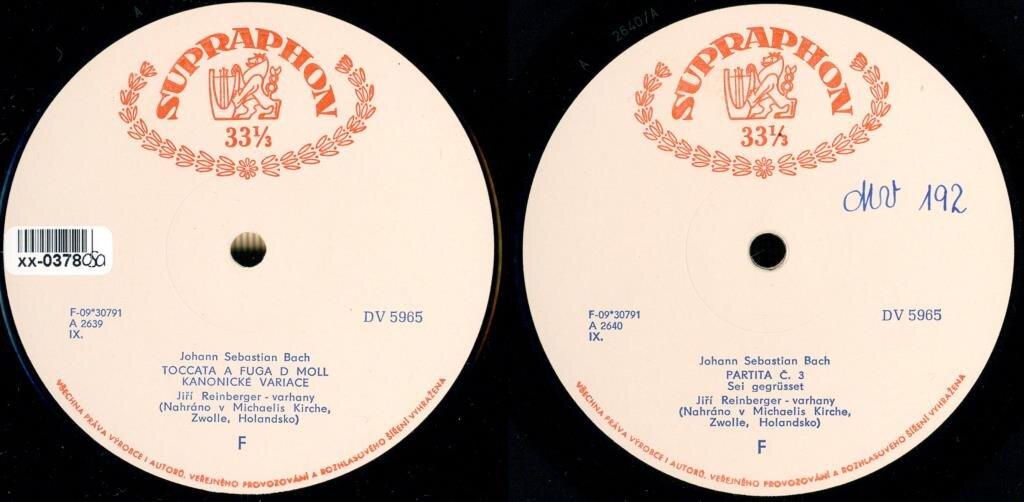 SUPRAPHON
33⅓
xx-0378
F-09*30791
A 2639
IX.
DV 5965
Johann Sebastian Bach
TOCCATA A FUGA D MOLL
KANONICKÉ VARIACE
Jiří Reinberger - varhany
(Nahráno v Michaelis Kirche,
Zwolle, Holandsko)
F
VŠECHNA PRÁVA VÝROBCE I AUTORŮ, VEŘEJNÉHO PROVOZOVÁNÍ A ROZHLASOVÉHO ŠÍŘENÍ VYHRAŽENA
A
2640/A
A
SUPRAPHON
33⅓
192
F-09*30791
A 2640
IX.
DV 5965
Johann Sebastian Bach
PARTITA Č. 3
Sei gegrüsset
Jiří Reinberger - varhany
(Nahráno v Michaelis Kirche,
Zwolle, Holandsko)
F
VŠECHNA PRÁVA VÝROBCE I AUTORŮ, VEŘEJNÉHO PROVOZOVÁNÍ A ROZHLASOVÉHO ŠÍŘENÍ VYHRAŽENA